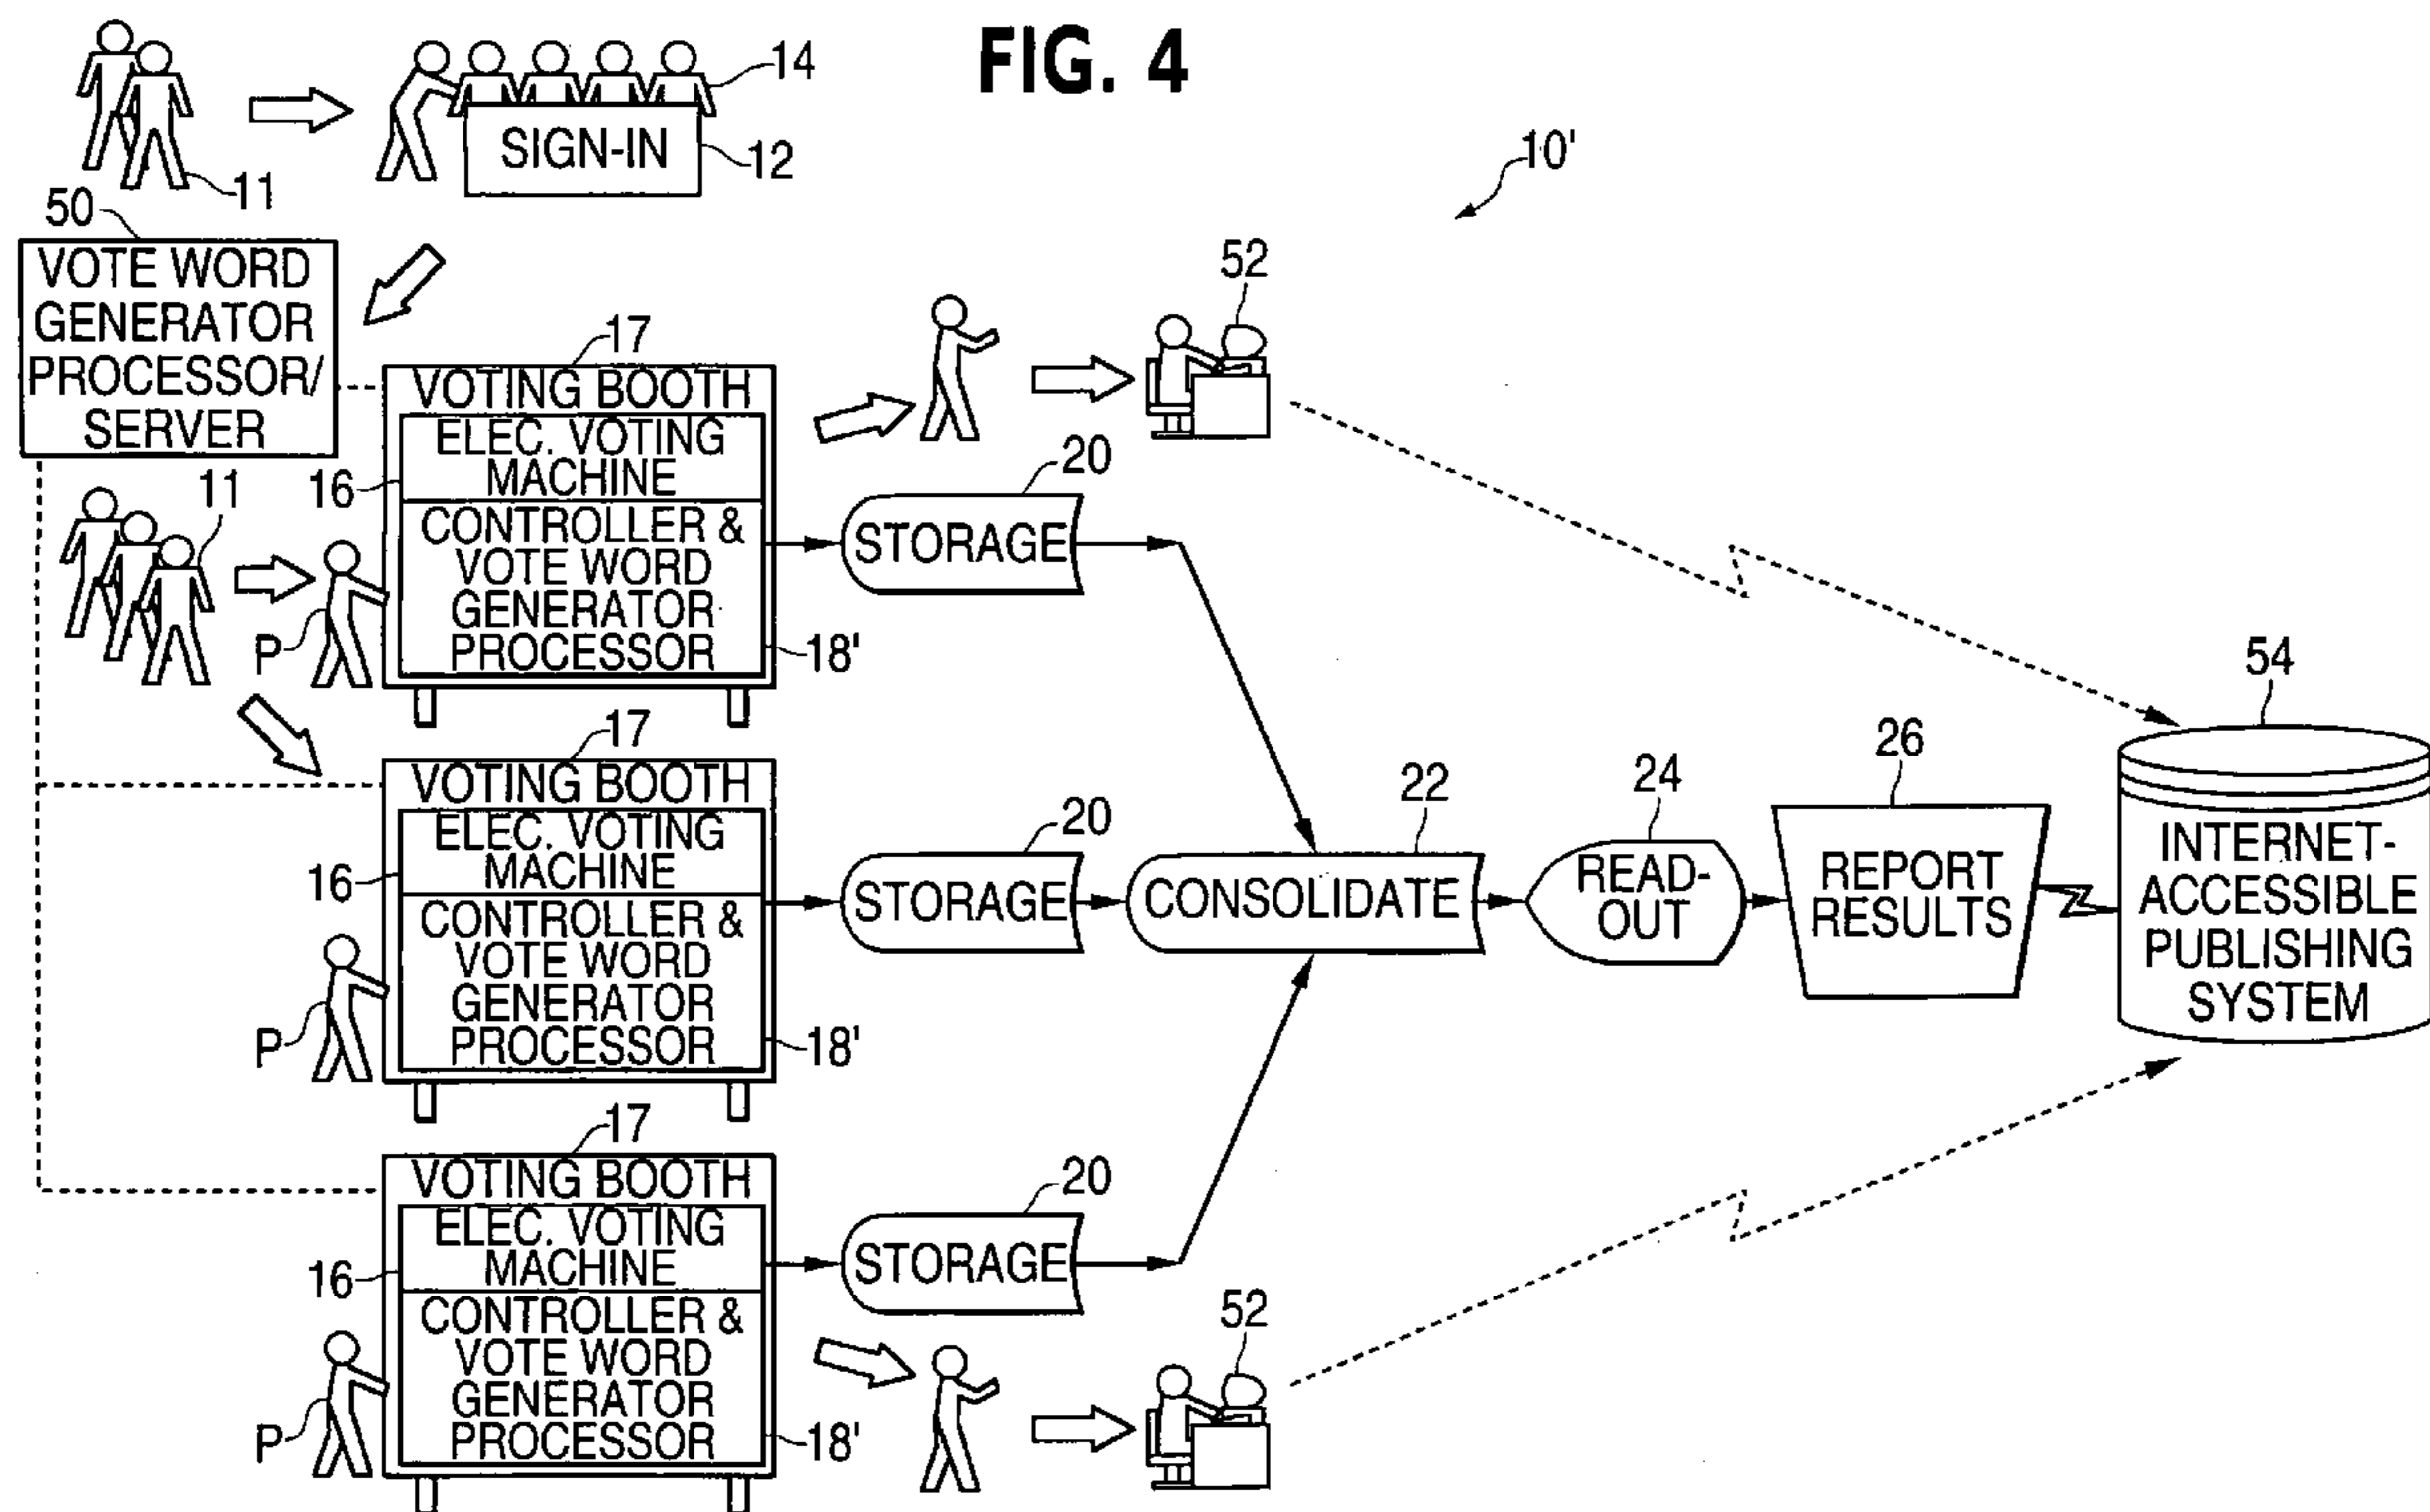 FIG. 4
14
SIGN-IN
12
11
10'
50
VOTE WORD
GENERATOR
PROCESSOR/
SERVER
52
17
VOTING BOOTH
ELEC. VOTING
MACHINE
16
CONTROLLER &
VOTE WORD
GENERATOR
PROCESSOR
18'
11
P
20
STORAGE
17
VOTING BOOTH
ELEC. VOTING
MACHINE
16
CONTROLLER &
VOTE WORD
GENERATOR
PROCESSOR
18'
P
20
STORAGE
22
CONSOLIDATE
24
READ-
OUT
26
REPORT
RESULTS
54
INTERNET-
ACCESSIBLE
PUBLISHING
SYSTEM
17
VOTING BOOTH
ELEC. VOTING
MACHINE
16
CONTROLLER &
VOTE WORD
GENERATOR
PROCESSOR
18'
P
20
STORAGE
52